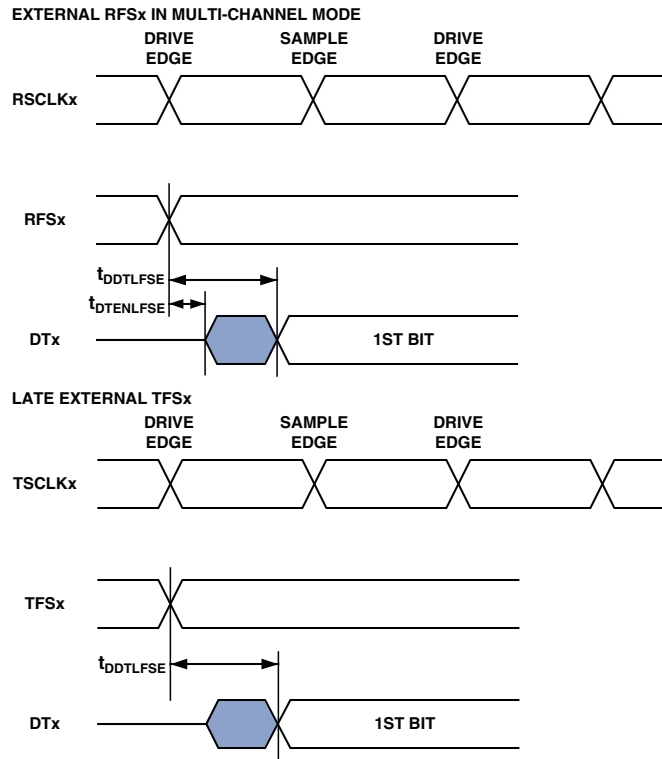 EXTERNAL RFSx IN MULTI-CHANNEL MODE
DRIVE EDGE
SAMPLE EDGE
DRIVE EDGE
RSCLKx
RFSx
tDDTLFSE
tDTENLFSE
DTx
1ST BIT
LATE EXTERNAL TFSx
DRIVE EDGE
SAMPLE EDGE
DRIVE EDGE
TSCLKx
TFSx
tDDTLFSE
DTx
1ST BIT